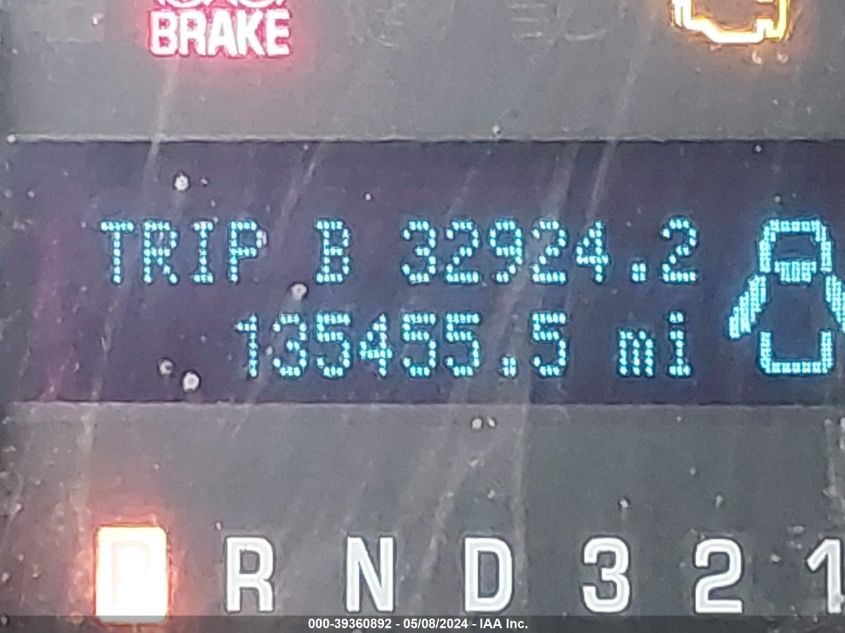 BRAKE
TRIP B 32924.2
135455.5 mi
P R N D 3 2 1
000-39360892 - 05/08/2024 - IAA Inc.